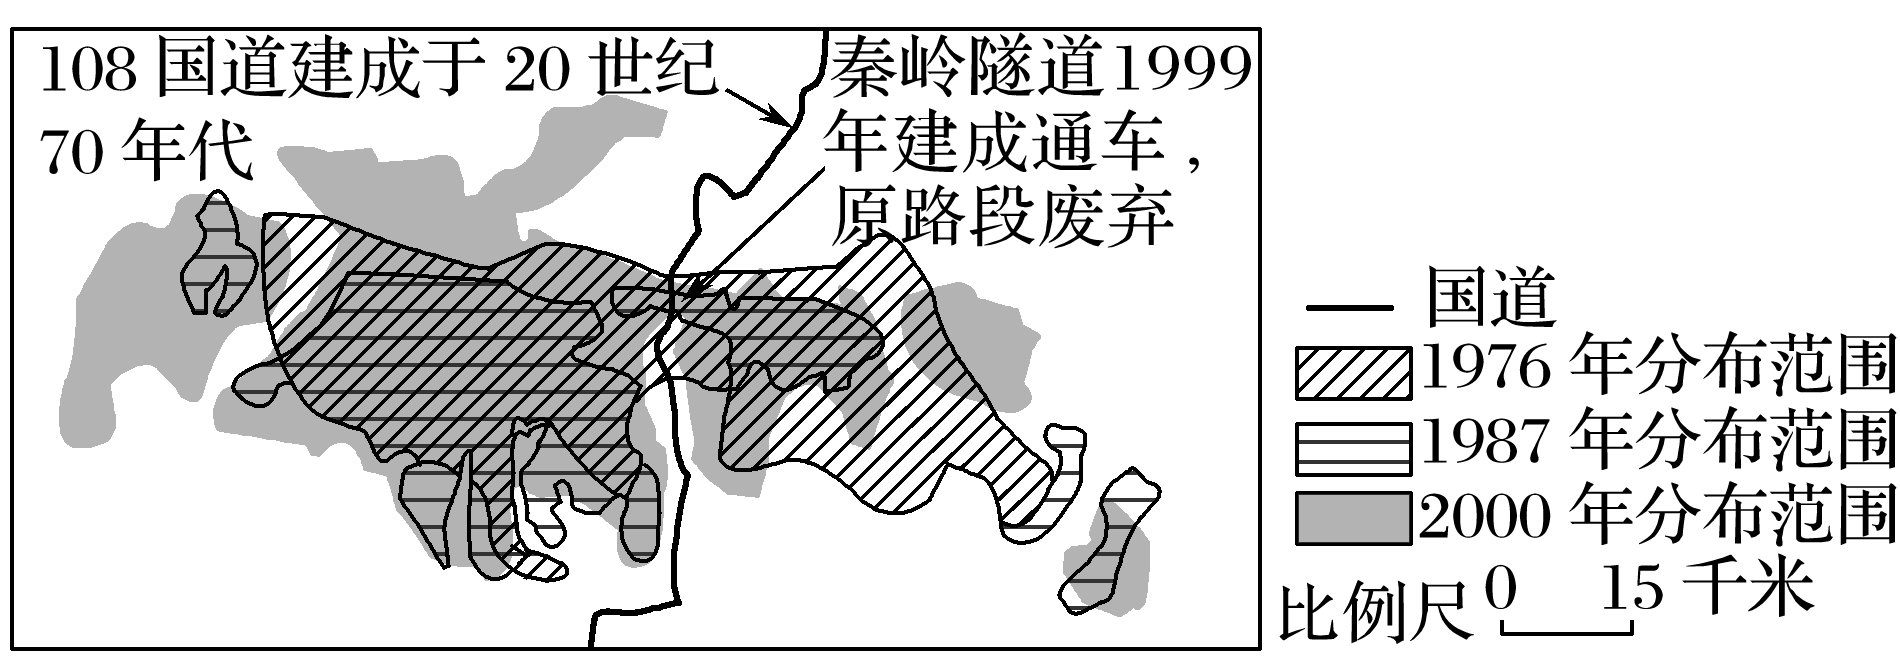 108 国道建成于 20 世纪
70 年代
秦岭隧道1999
年建成通车，
原路段废弃
国道
1976 年分布范围
1987 年分布范围
2000 年分布范围
比例尺 0 15 千米